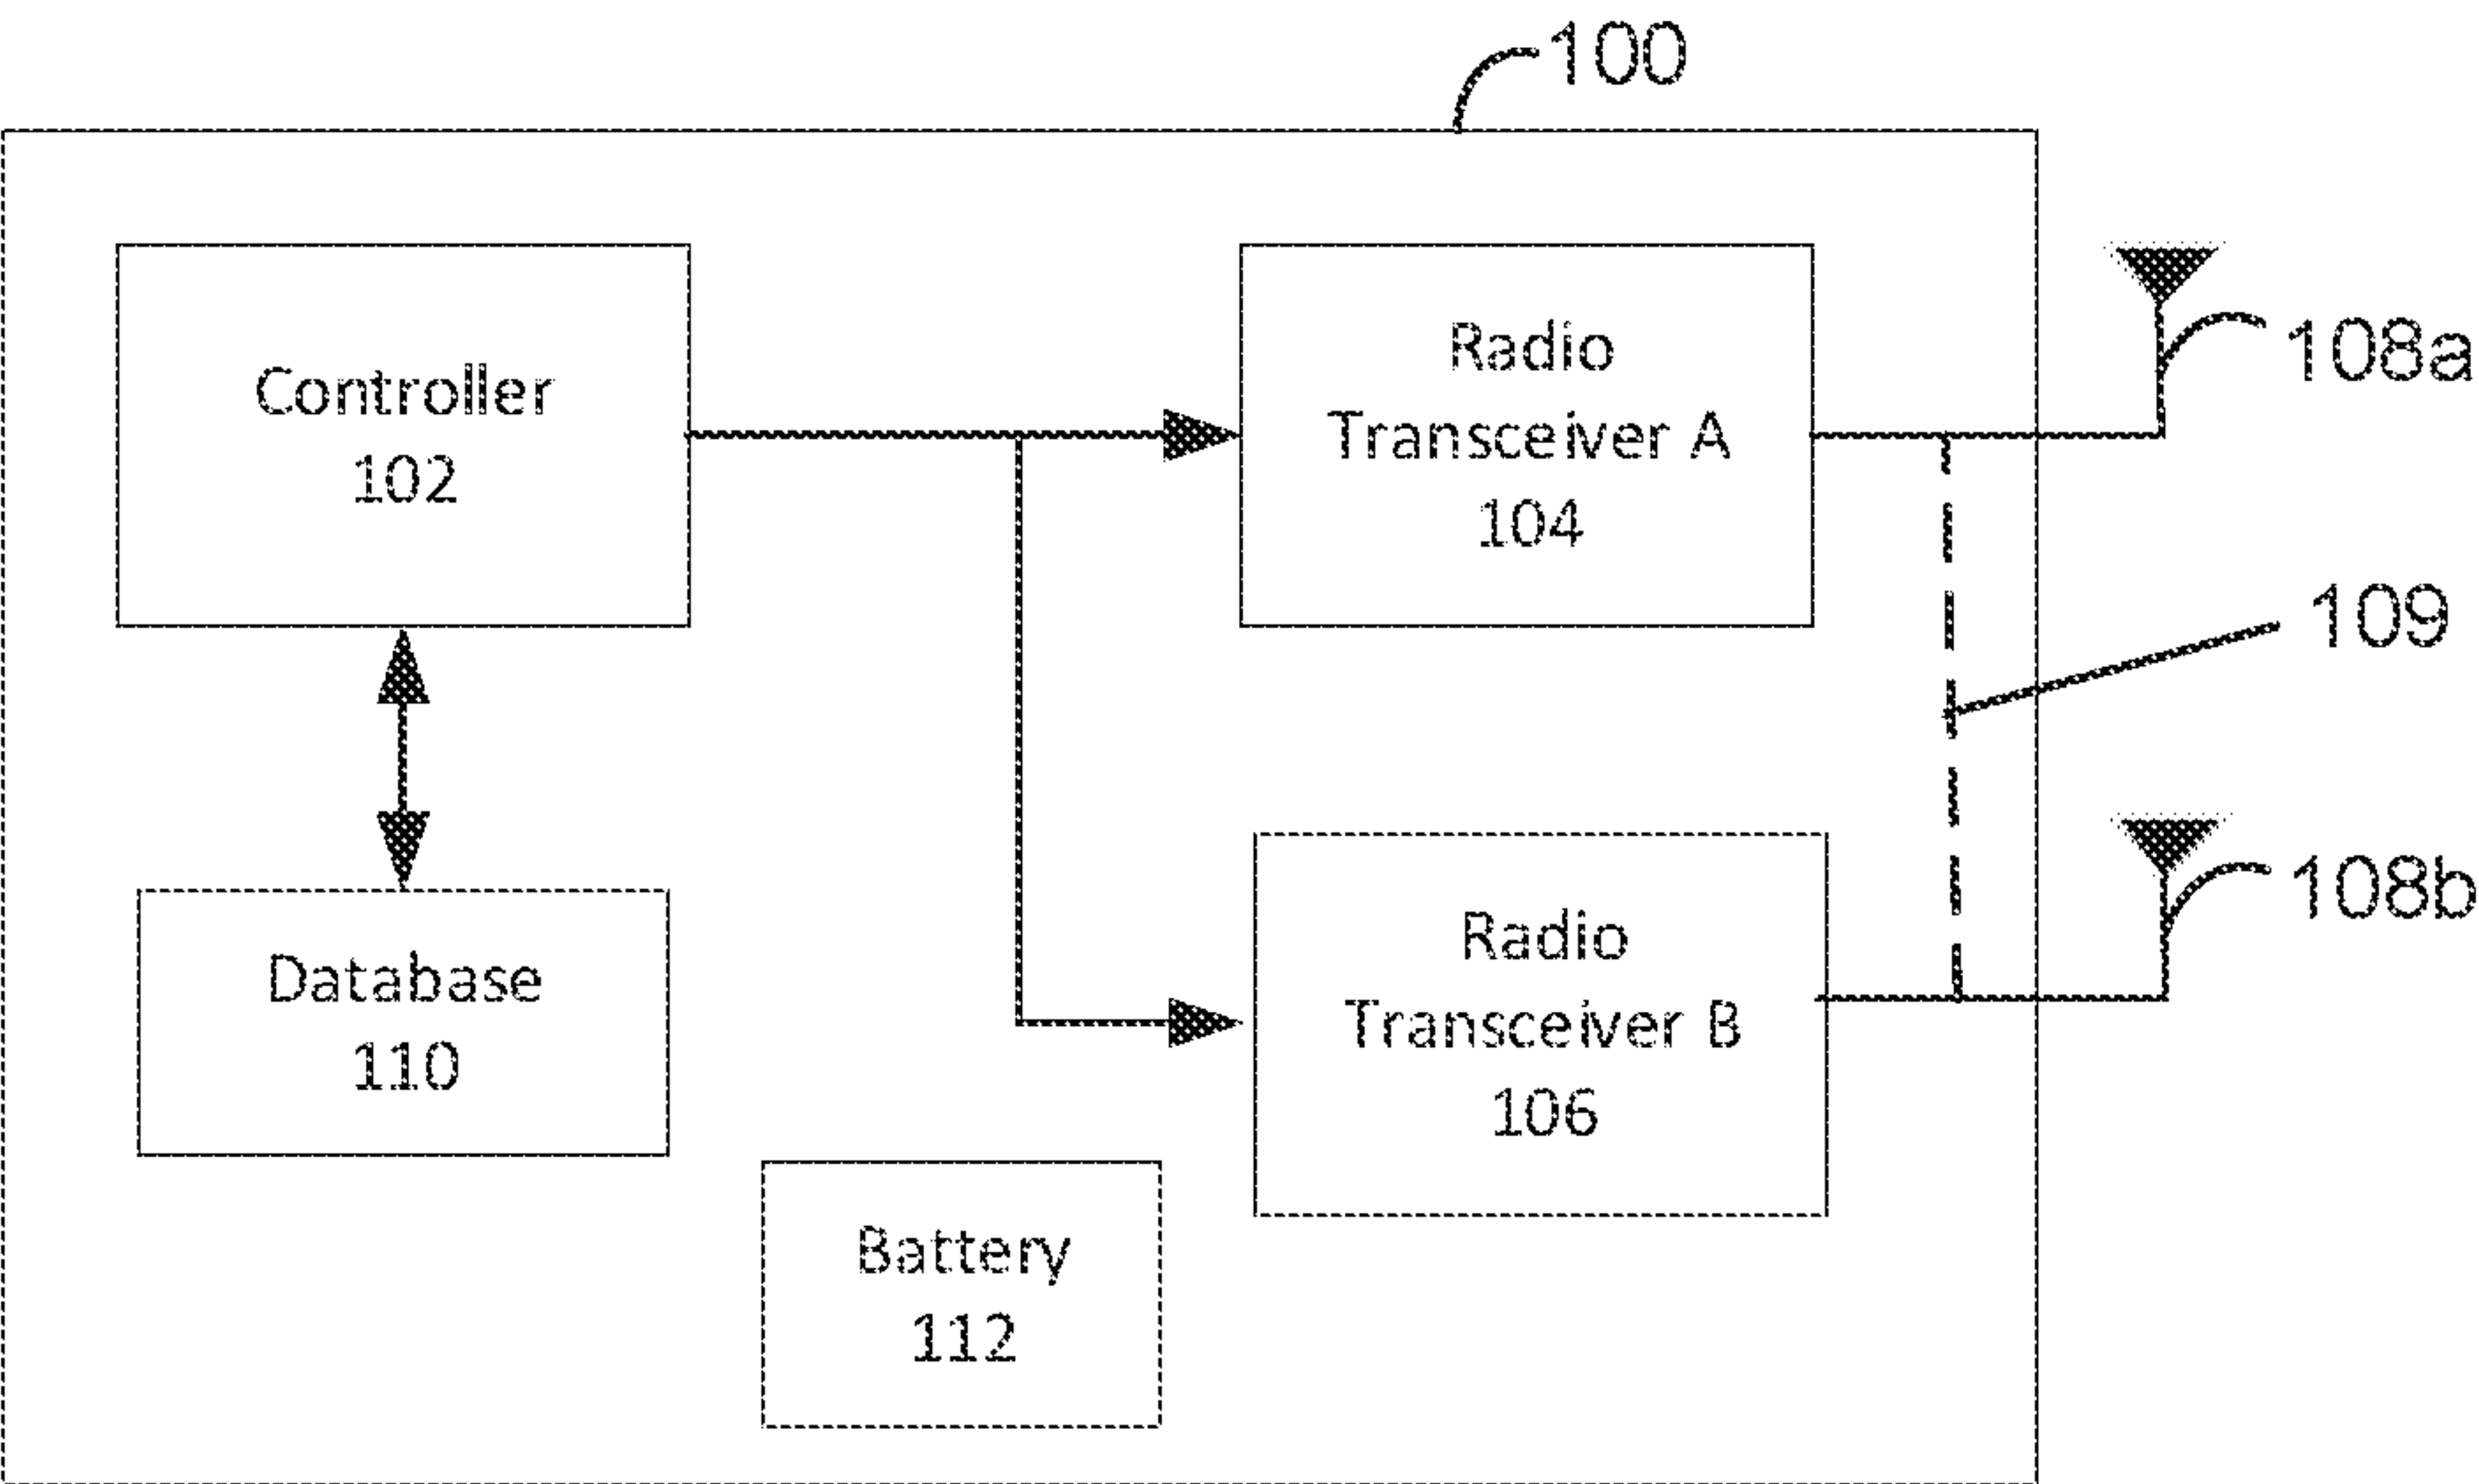 100
Controller
102
Radio
Transceiver A
104
108a
109
Database
110
Radio
Transceiver B
106
108b
Battery
112